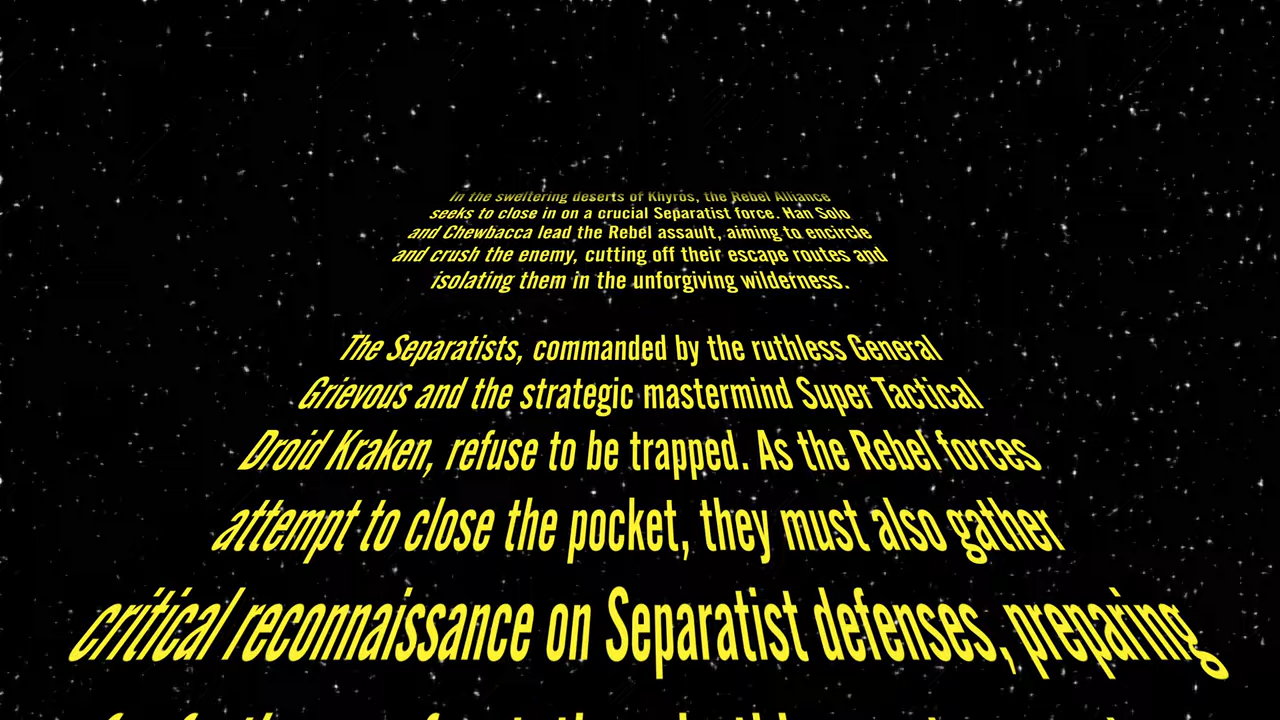 In the sweltering deserts of Khyros, the Rebel Alliance
seeks to close in on a crucial Separatist force. Han Solo
and Chewbacca lead the Rebel assault, aiming to encircle
and crush the enemy, cutting off their escape routes and
isolating them in the unforgiving wilderness.
The Separatists, commanded by the ruthless General
Grievous and the strategic mastermind Super Tactical
Droid Kraken, refuse to be trapped. As the Rebel forces
attempt to close the pocket, they must also gather
critical reconnaissance on Separatist defenses, preparing